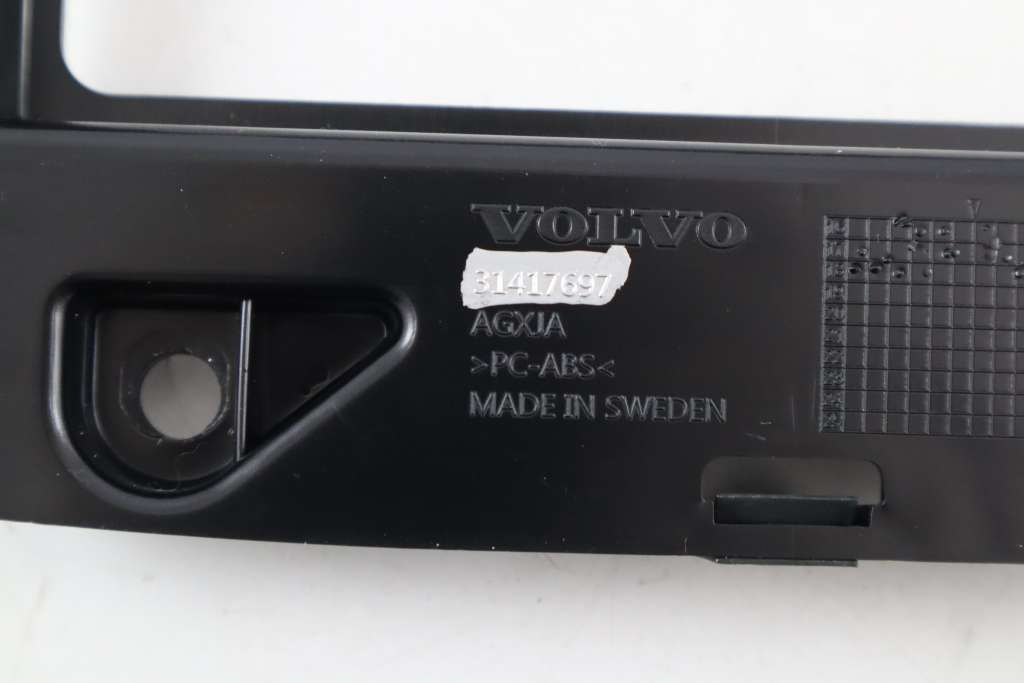 VOLVO
31417697
AGXJA
>PC-ABS<
MADE IN SWEDEN